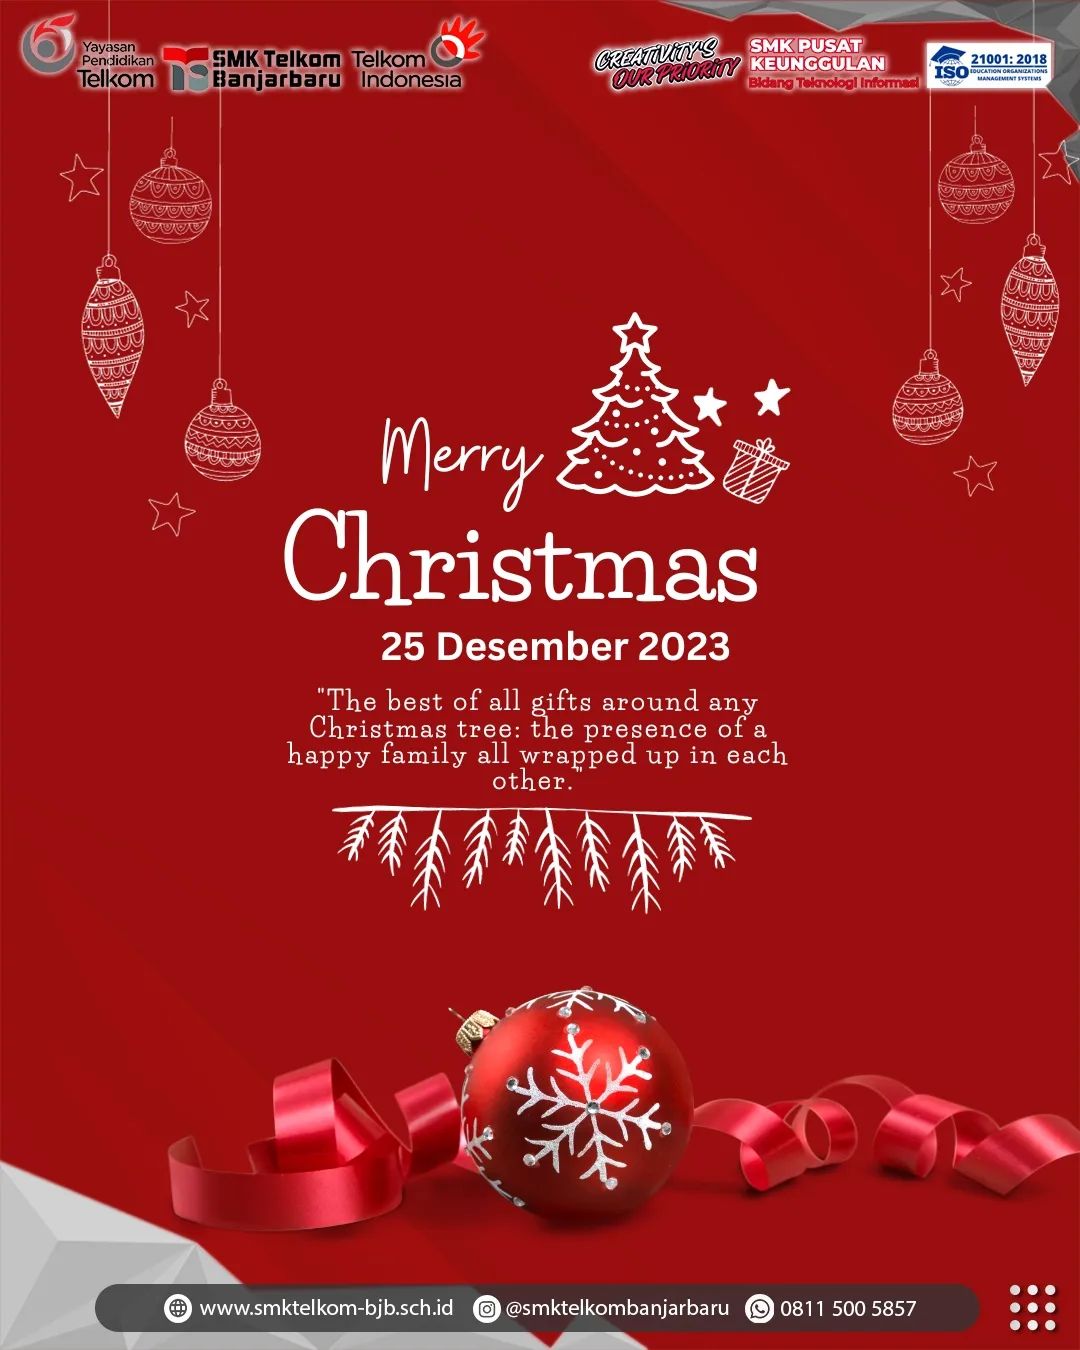 Yayasan
Pendidikan
Telkom
SMK Telkom
Banjarbaru
Telkom
Indonesia
CREATIVITY'S
OUR PRIORITY
SMK PUSAT
KEUNGGULAN
Bidang Teknologi Informasi
ISO
21001: 2018
EDUCATION ORGANIZATIONS
MANAGEMENT SYSTEMS
Merry
Christmas
25 Desember 2023
"The best of all gifts around any
Christmas tree: the presence of a
happy family all wrapped up in each
other."
www.smktelkom-bjb.sch.id @smktelkombanjarbaru 0811 500 5857